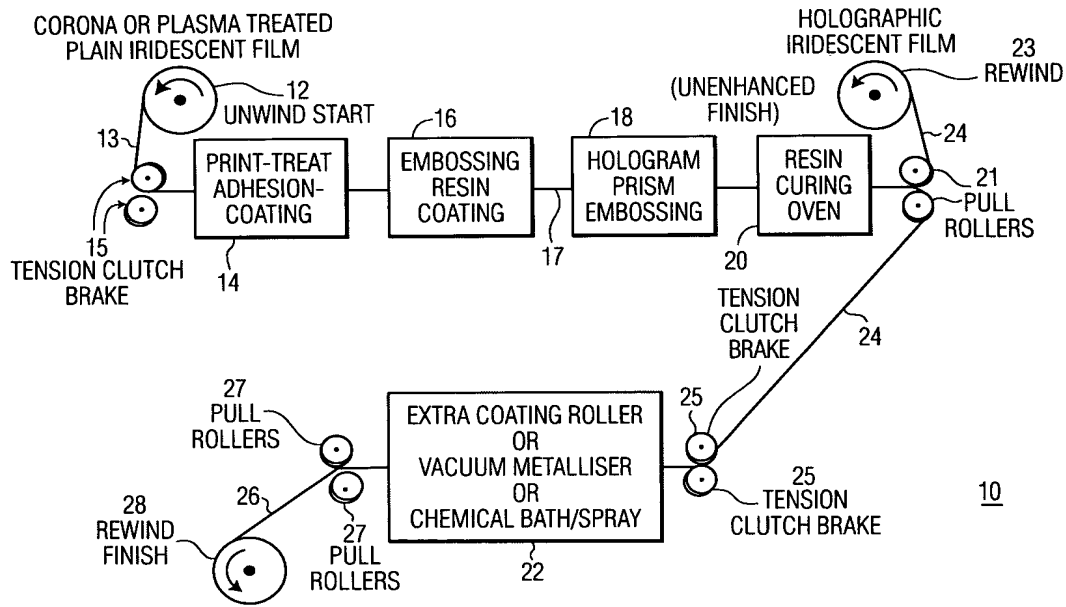 CORONA OR PLASMA TREATED
PLAIN IRIDESCENT FILM
12
UNWIND START
13
15
TENSION CLUTCH
BRAKE
PRINT-TREAT
ADHESION-
COATING
14
16
EMBOSSING
RESIN
COATING
17
18
HOLOGRAM
PRISM
EMBOSSING
(UNENHANCED
FINISH)
RESIN
CURING
OVEN
20
HOLOGRAPHIC
IRIDESCENT FILM
23
REWIND
24
21
PULL
ROLLERS
24
TENSION
CLUTCH
BRAKE
25
25
TENSION
CLUTCH BRAKE
EXTRA COATING ROLLER
OR
VACUUM METALLISER
OR
CHEMICAL BATH/SPRAY
22
27
PULL
ROLLERS
27
PULL
ROLLERS
26
28
REWIND
FINISH
10